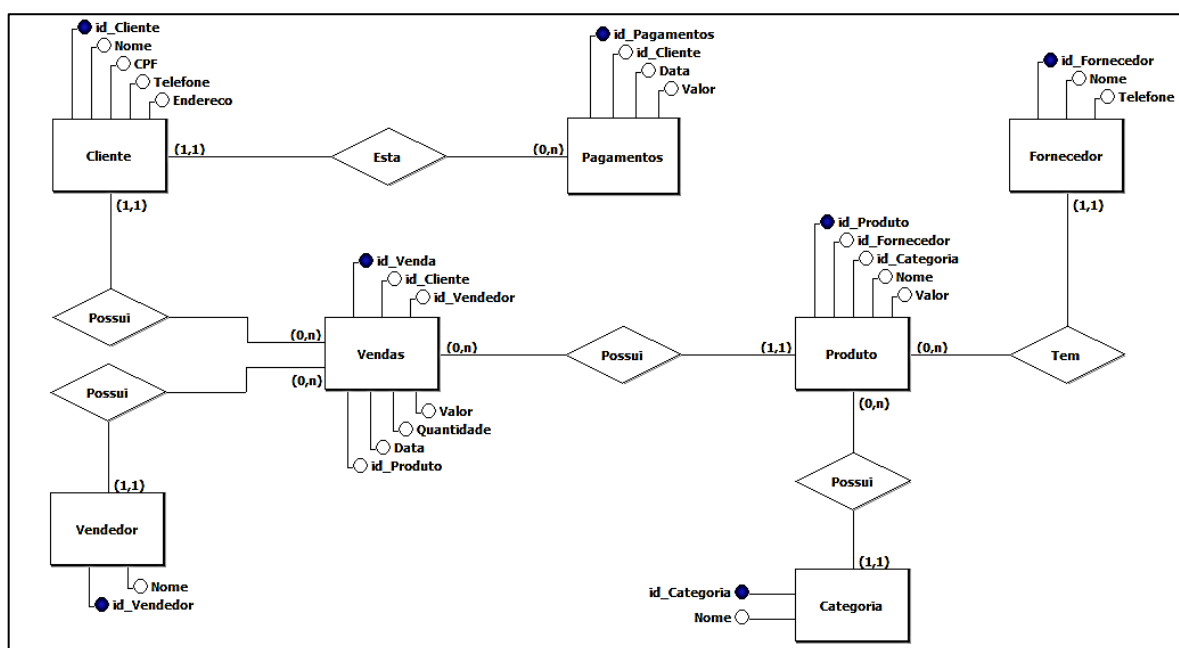 id_Cliente
Nome
CPF
Telefone
Endereco
Cliente
(1,1)
(1,1)
Esta
id_Pagamentos
id_Cliente
Data
Valor
(0,n)
Pagamentos
id_Fornecedor
Nome
Telefone
Fornecedor
(1,1)
Possui
(0,n)
id_Venda
id_Cliente
id_Vendedor
Vendas
(0,n)
(0,n)
Valor
Quantidade
Data
id_Produto
Possui
(1,1)
id_Produto
id_Fornecedor
id_Categoria
Nome
Valor
Produto
(0,n)
(0,n)
Tem
Possui
(1,1)
Vendedor
Nome
id_Vendedor
Possui
(1,1)
id_Categoria
Nome
Categoria